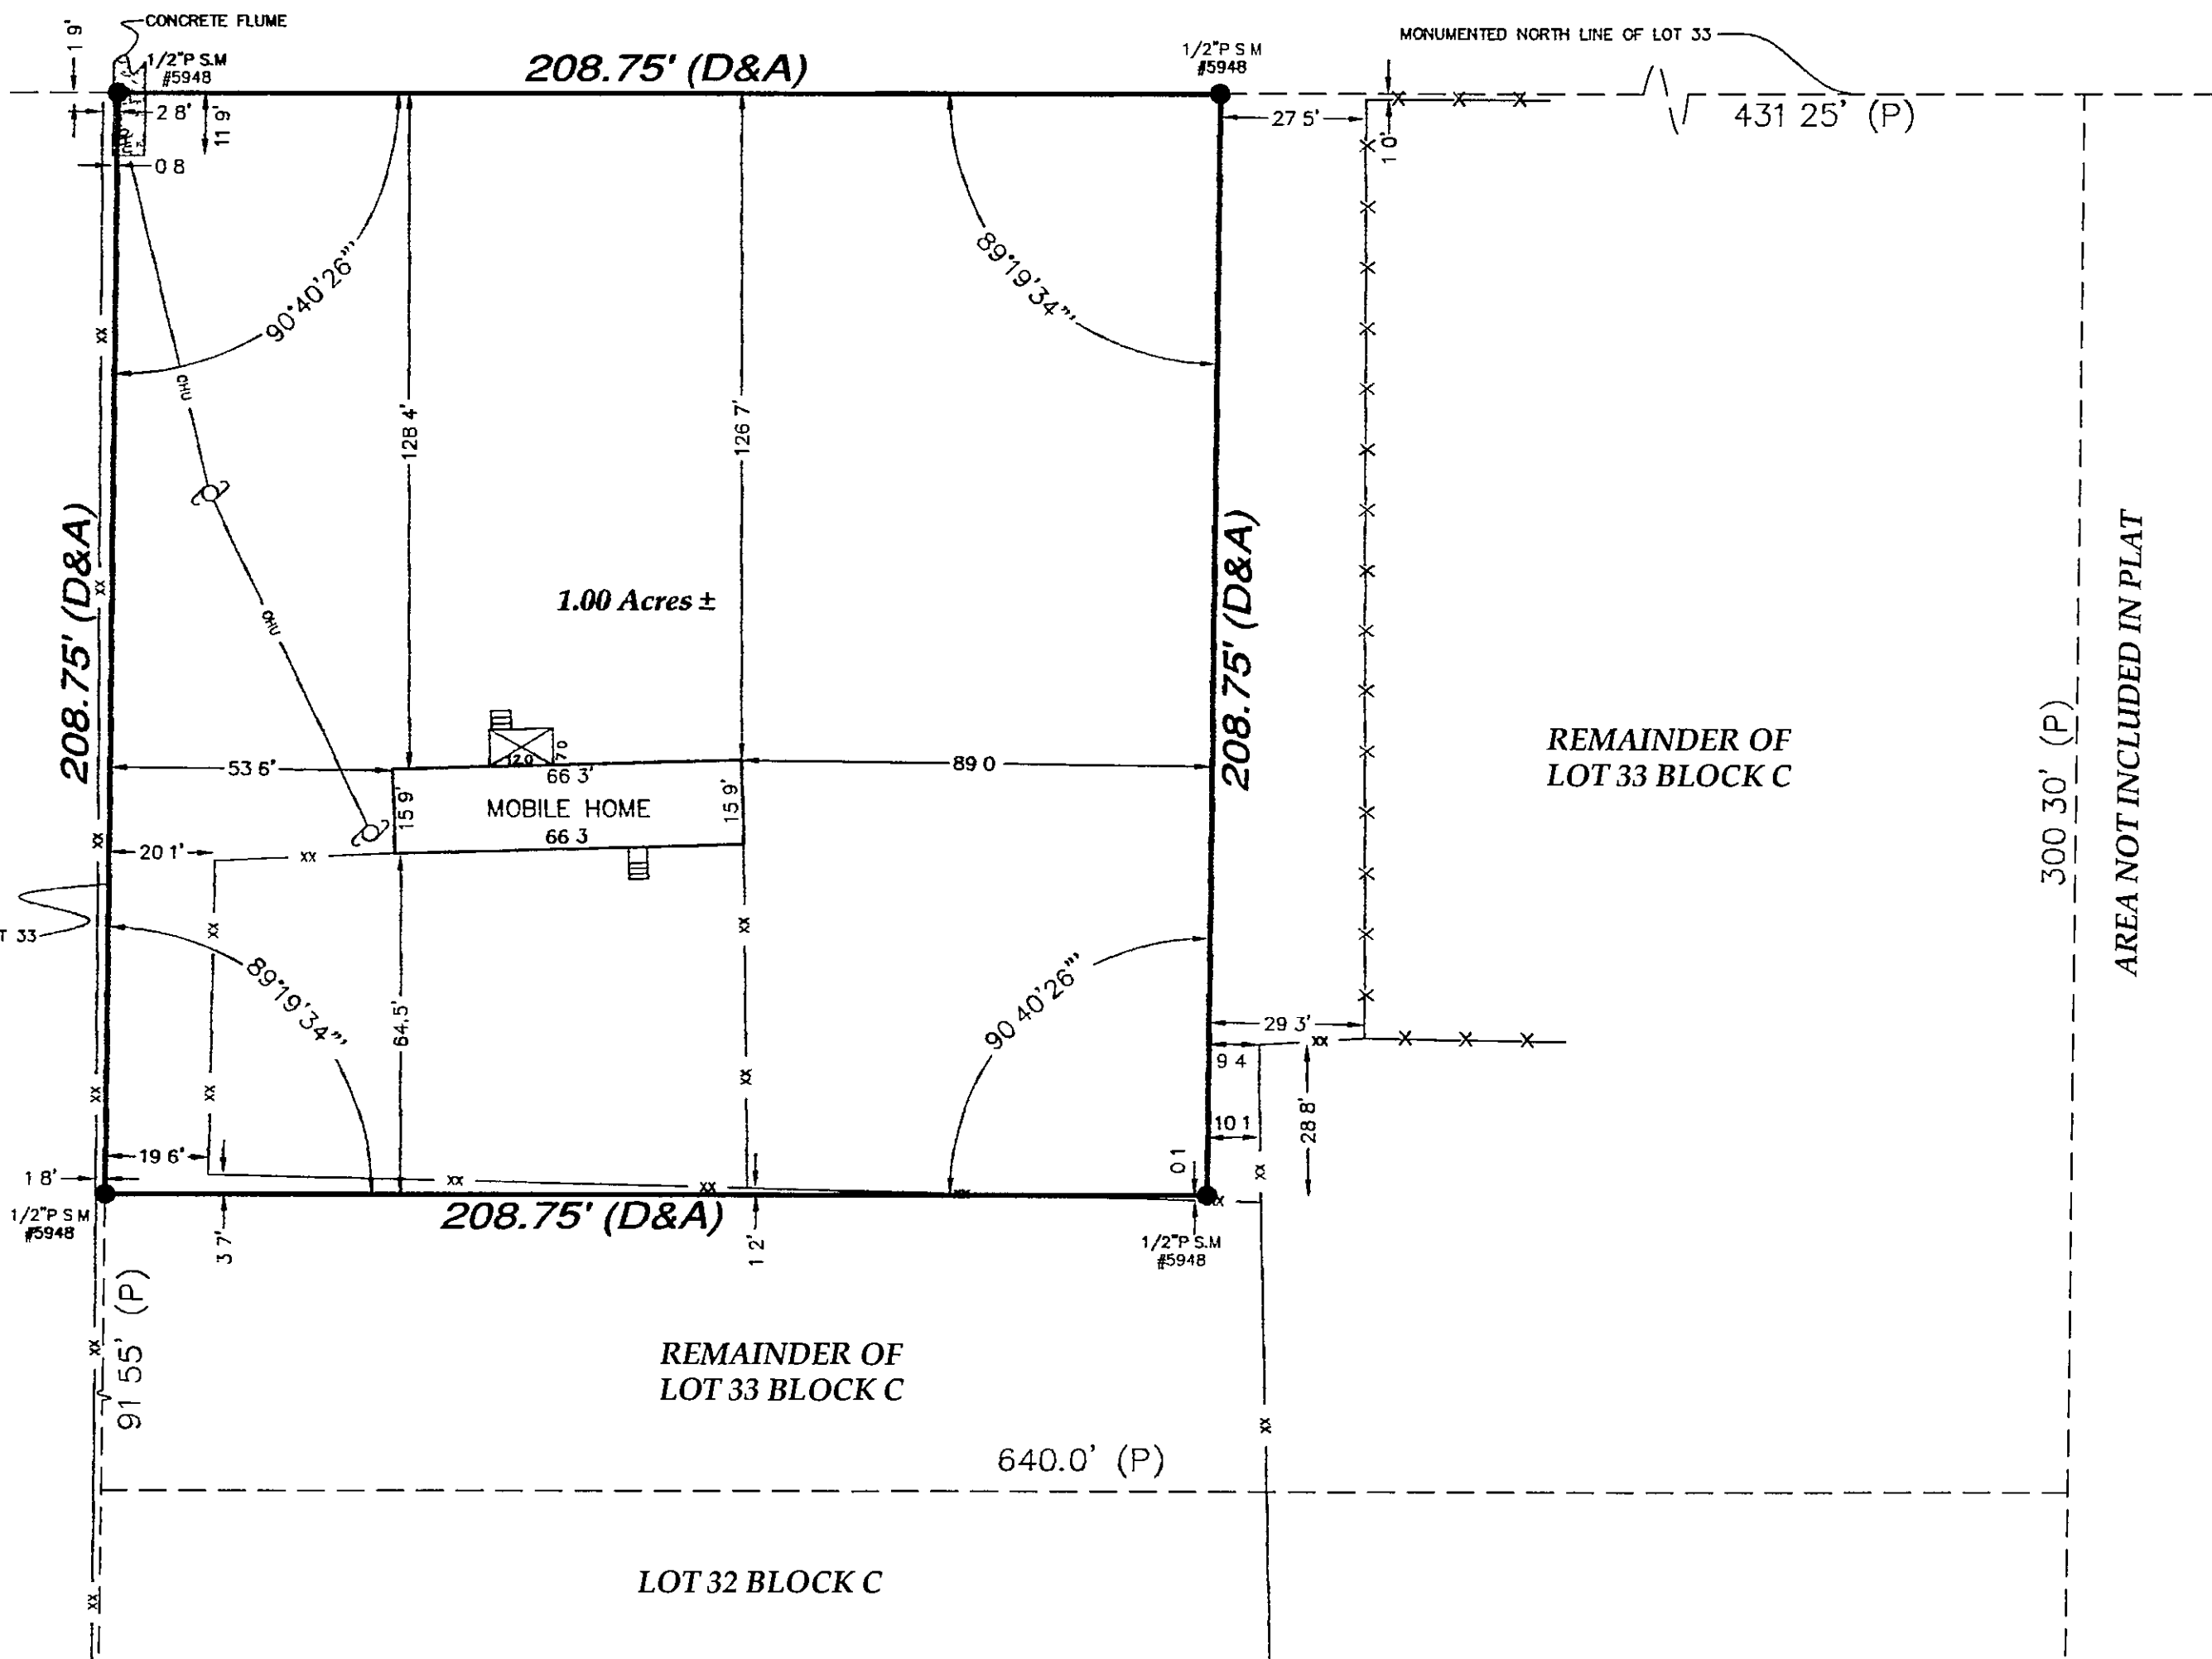 CONCRETE FLUME
1 9'
1/2"P S.M
#5948
208.75' (D&A)
1/2"P S M
#5948
MONUMENTED NORTH LINE OF LOT 33
431 25' (P)
2 8'
11 9'
0 8
27 5'
1 0'
90°40'26"'
89°19'34"'
OHU
128 4'
126 7'
208.75' (D&A)
208.75' (D&A)
OHU
1.00 Acres ±
AREA NOT INCLUDED IN PLAT
300 30' (P)
REMAINDER OF
LOT 33 BLOCK C
53 6'
12 0
7 0
66 3'
89 0
15 9'
MOBILE HOME
15 9'
66 3
20 1'
T 33
89°19'34"'
64.5'
90 40'26"'
29 3'
9 4
28 8'
10 1
0 1
19 6'
1 8'
1/2"P S M
#5948
3 7'
208.75' (D&A)
1 2'
1/2"P S.M
#5948
91 55' (P)
REMAINDER OF
LOT 33 BLOCK C
640.0' (P)
LOT 32 BLOCK C